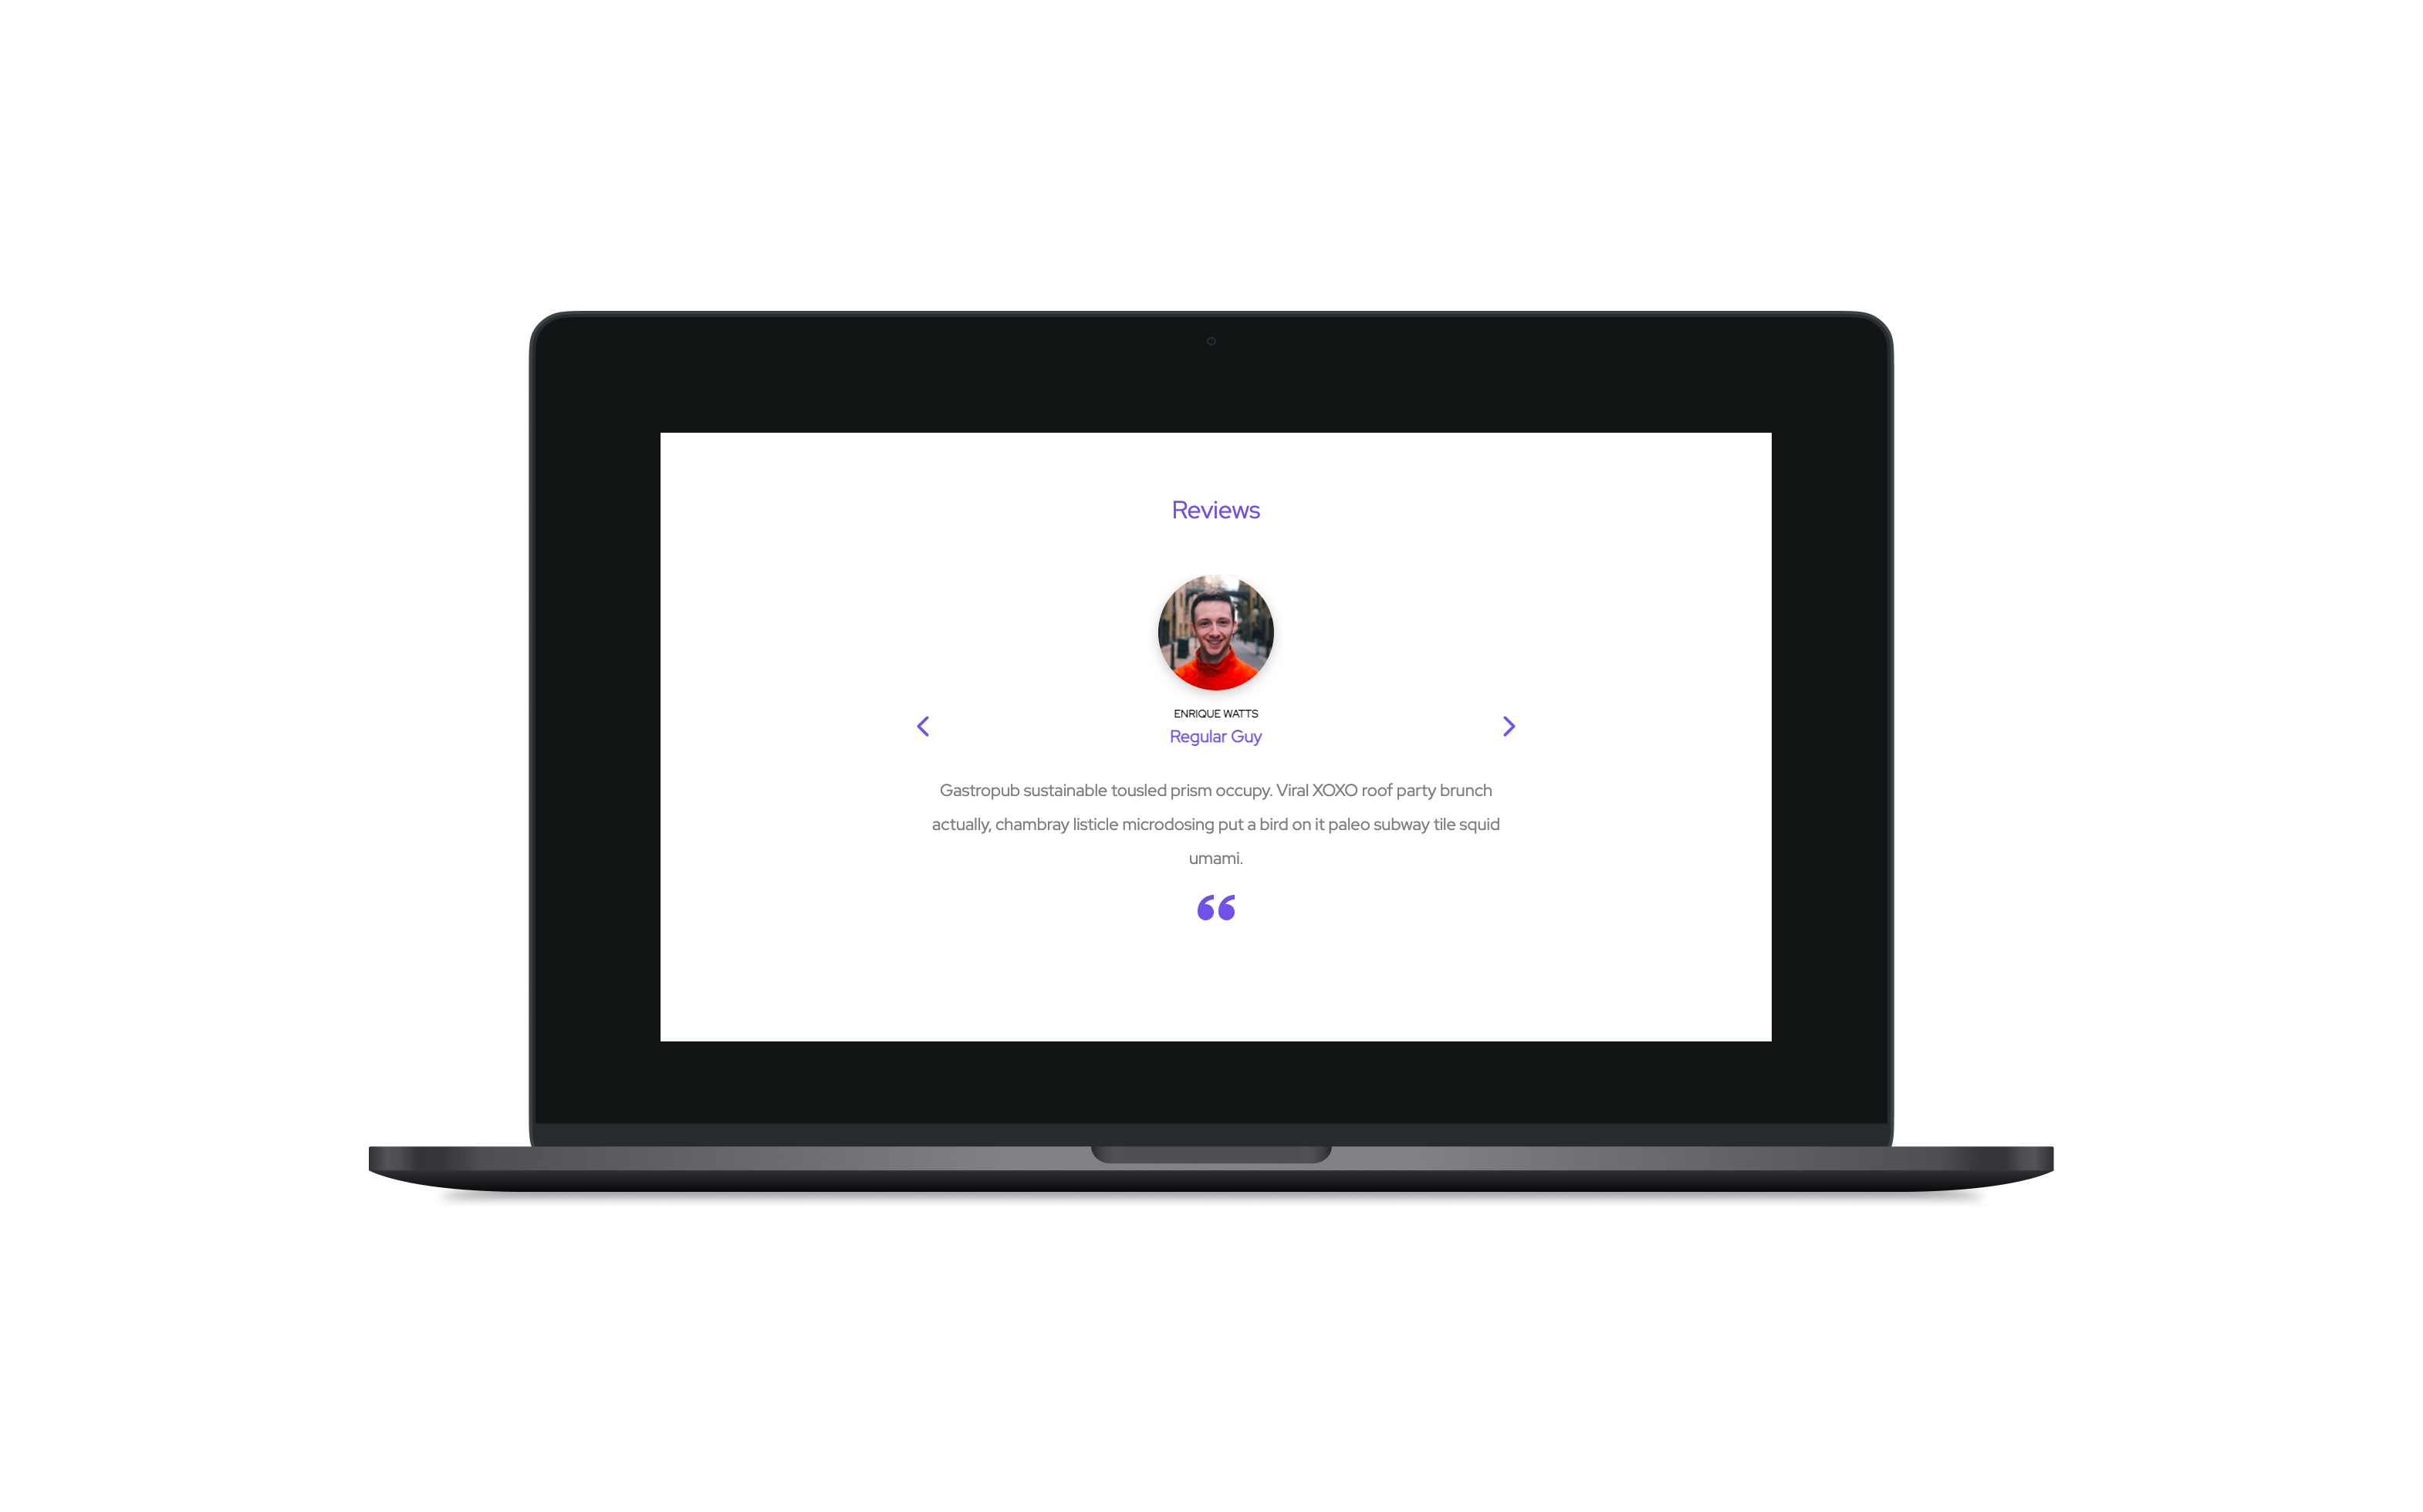 Reviews
ENRIQUE WATTS
Regular Guy
Gastropub sustainable tousled prism occupy. Viral XOXO roof party brunch
actually, chambray listicle microdosing put a bird on it paleo subway tile squid
umami.
“